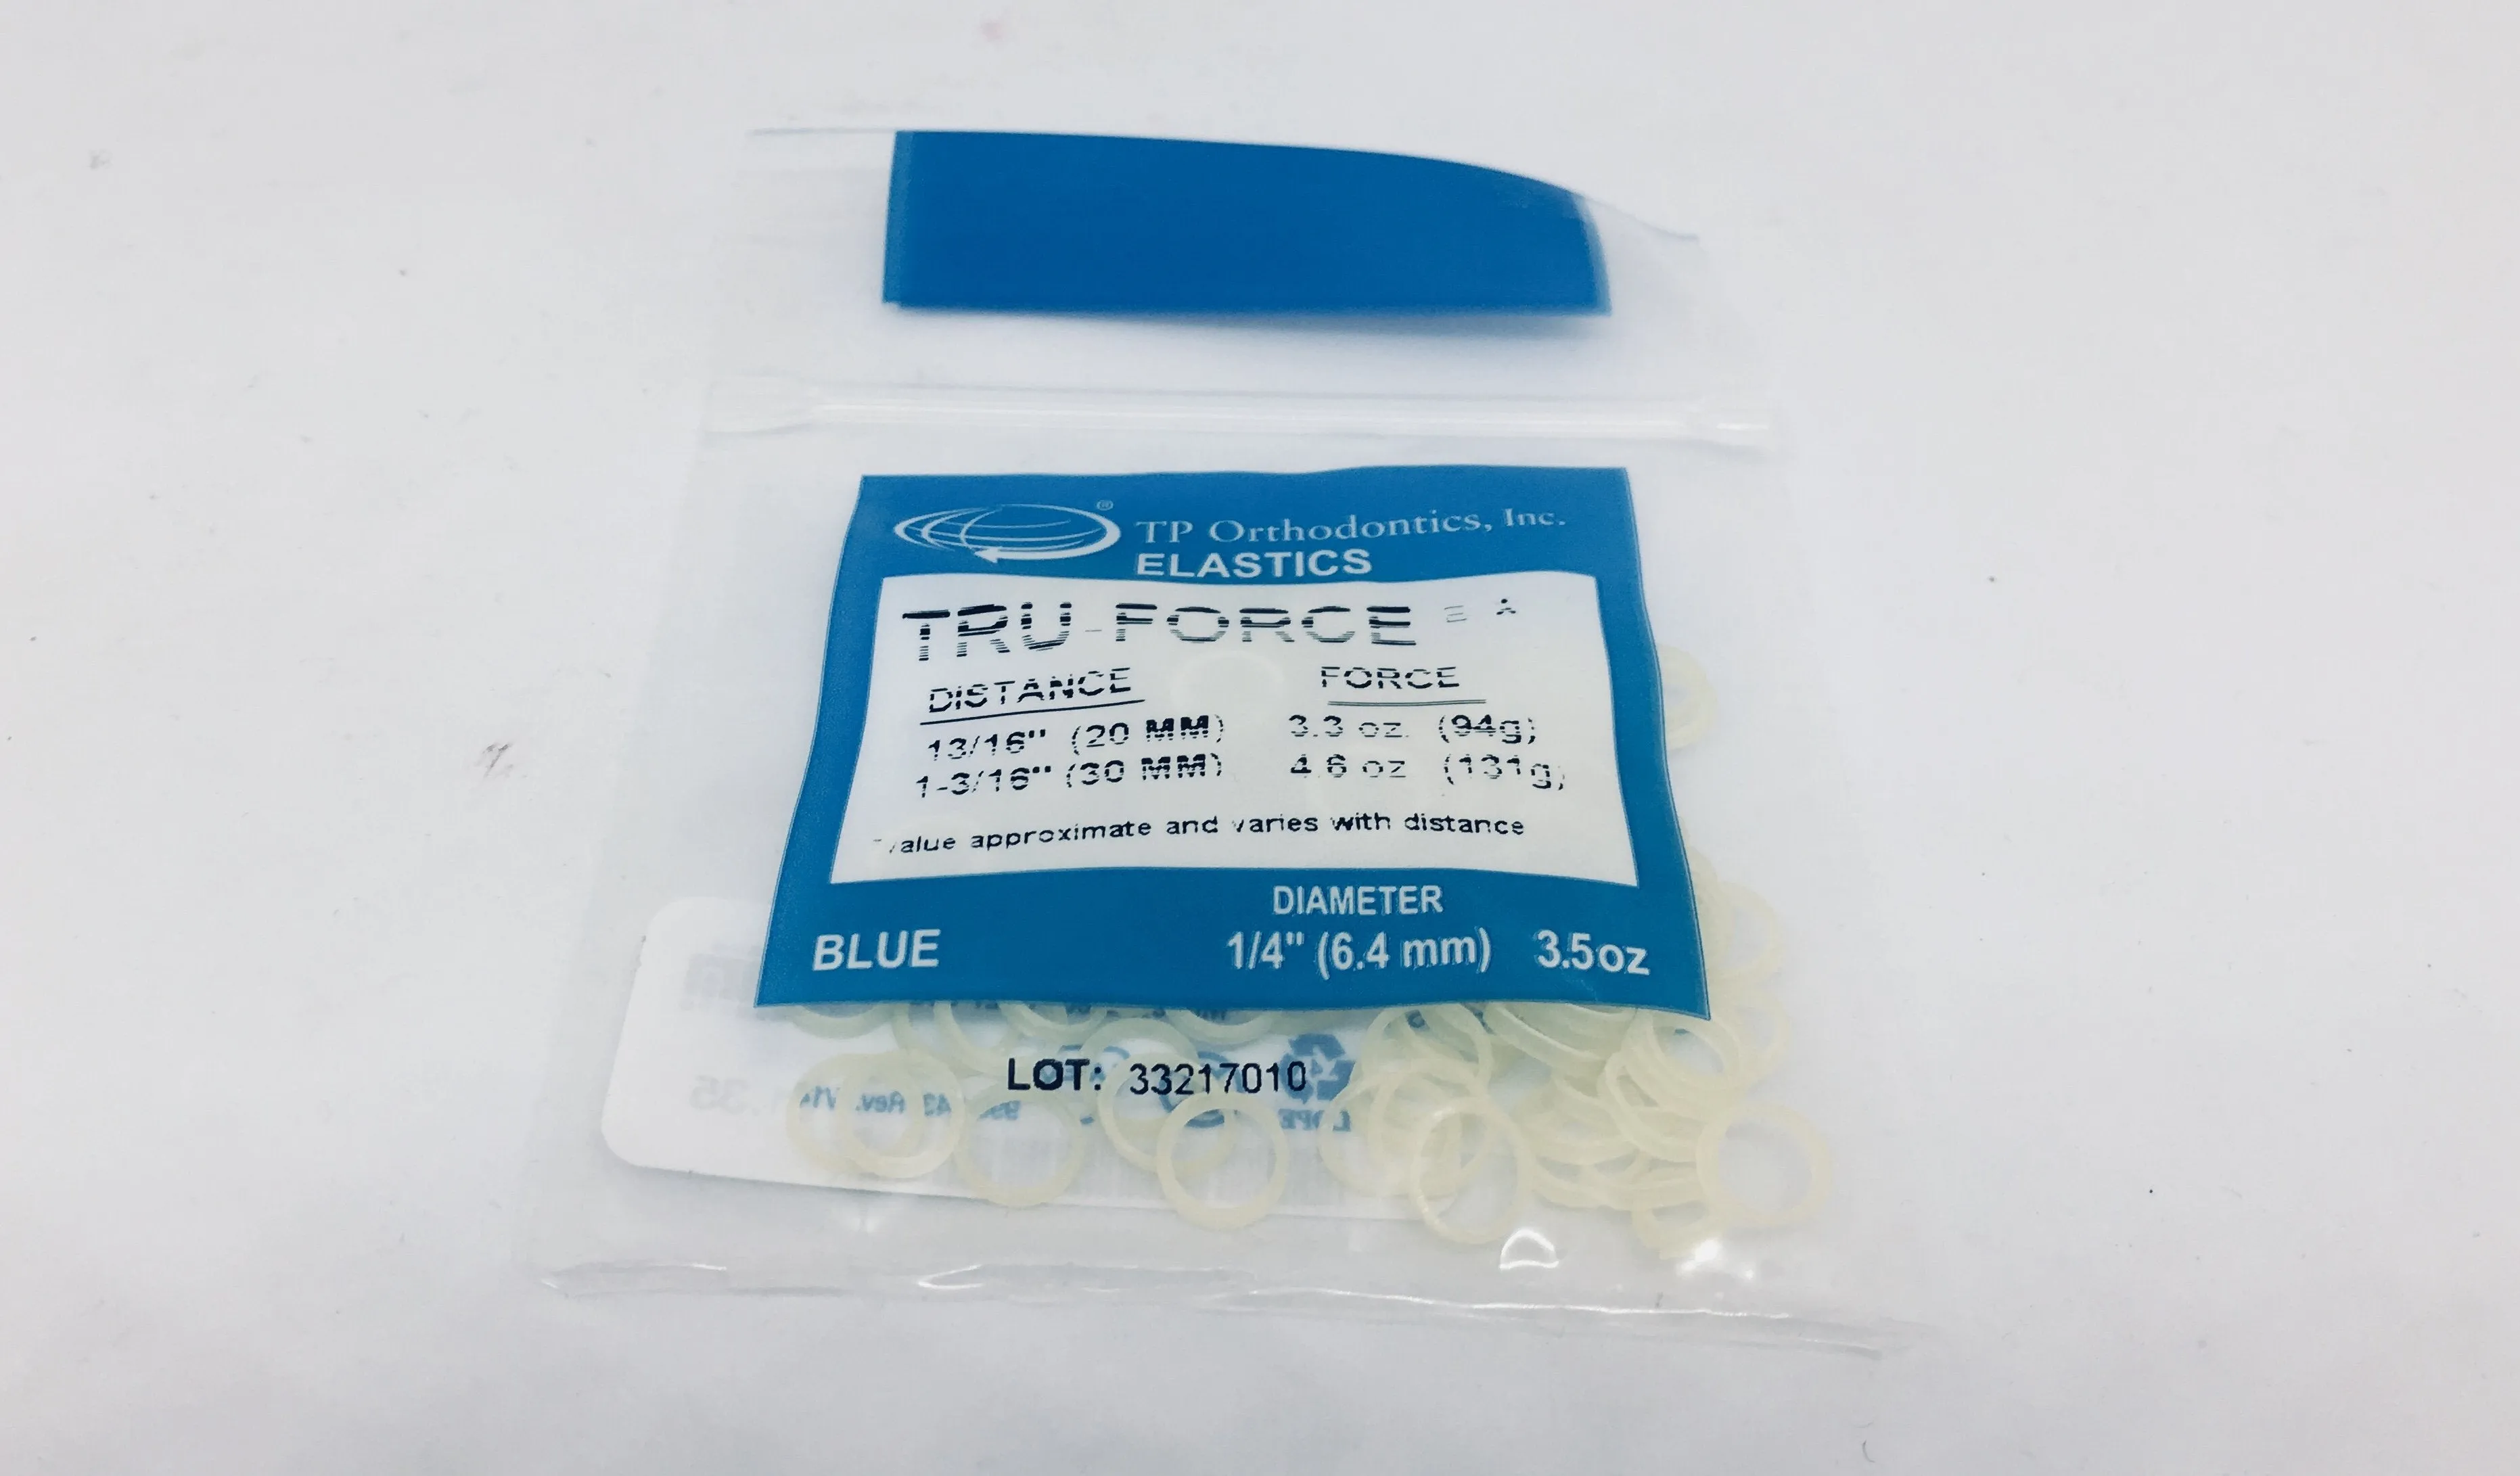 ® TP Orthodontics, Inc.
ELASTICS
TRU-FORCE
DISTANCE FORCE
13/16" (20 MM) 3.3 oz. (94g)
1-3/16" (30 MM) 4.6 oz (131g)
value approximate and varies with distance
DIAMETER
BLUE 1/4" (6.4 mm) 3.5oz
LOT: 33217010